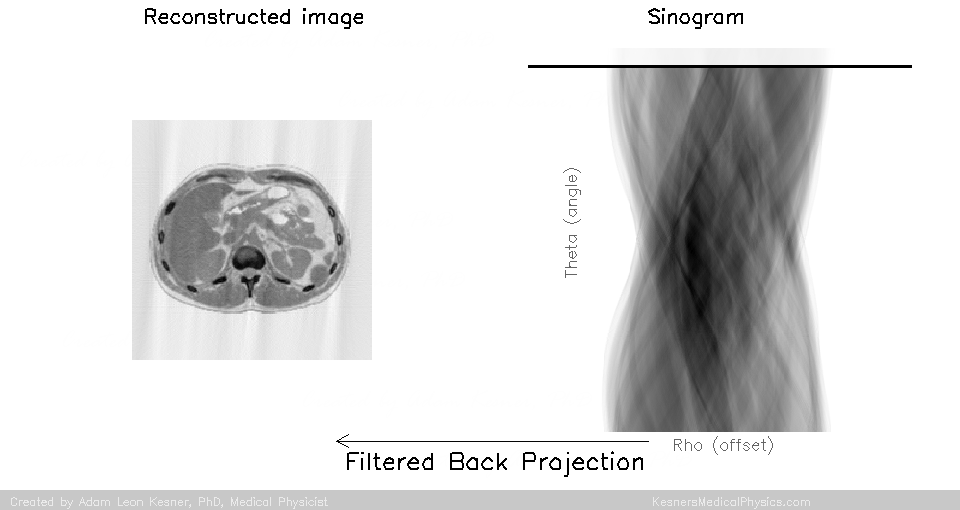 Reconstructed image
Sinogram
Theta (angle)
Rho (offset)
Filtered Back Projection
Created by Adam Leon Kesner, PhD, Medical Physicist
KesnersMedicalPhysics.com